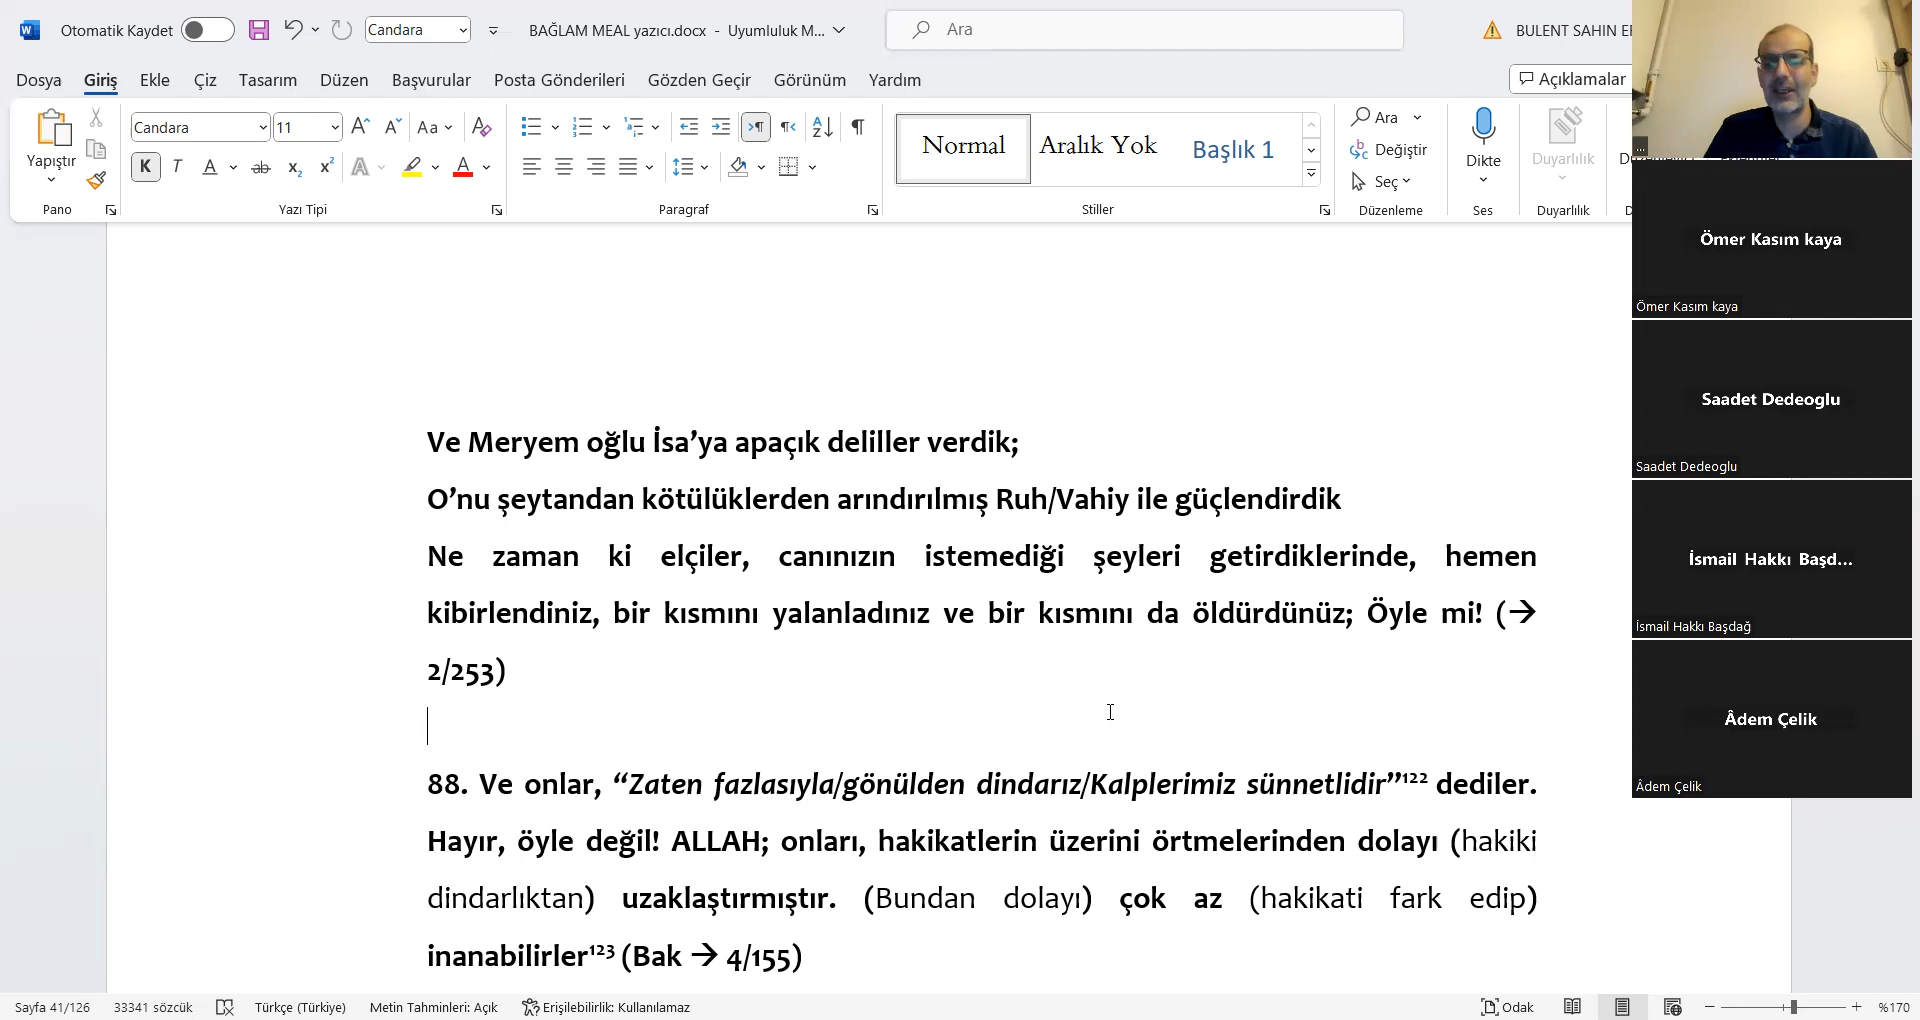 Otomatik Kaydet
Candara
BAĞLAM MEAL yazıcı.docx - Uyumluluk M...
Ara
BULENT SAHIN
Dosya Giriş Ekle Çiz Tasarım Düzen Başvurular Posta Gönderileri Gözden Geçir Görünüm Yardım
Açıklamalar
Yapıştır
Candara 11
Normal
Aralık Yok
Başlık 1
Ara
Değiştir
Seç
Dikte
Duyarlılık
Pano
Yazı Tipi
Paragraf
Stiller
Düzenleme
Ses
Duyarlılık
Ve Meryem oğlu İsa’ya apaçık deliller verdik;
O’nu şeytandan kötülüklerden arındırılmış Ruh/Vahiy ile güçlendirdik
Ne zaman ki elçiler, canınızın istemediği şeyleri getirdiklerinde, hemen
kibirlendiniz, bir kısmını yalanladınız ve bir kısmını da öldürdünüz; Öyle mi! (→
2/253)
88. Ve onlar, “Zaten fazlasıyla/gönülden dindarız/Kalplerimiz sünnetlidir”¹²² dediler.
Hayır, öyle değil! ALLAH; onları, hakikatlerin üzerini örtmelerinden dolayı (hakiki
dindarlıktan) uzaklaştırmıştır. (Bundan dolayı) çok az (hakikati fark edip)
inanabilirler¹²³ (Bak → 4/155)
Ömer Kasım kaya
Ömer Kasım kaya
Saadet Dedeoglu
Saadet Dedeoglu
İsmail Hakkı Başd...
İsmail Hakkı Başdağ
Âdem Çelik
Âdem Çelik
Sayfa 41/126
33341 sözcük
Türkçe (Türkiye)
Metin Tahminleri: Açık
Erişilebilirlik: Kullanılamaz
Odak
%170